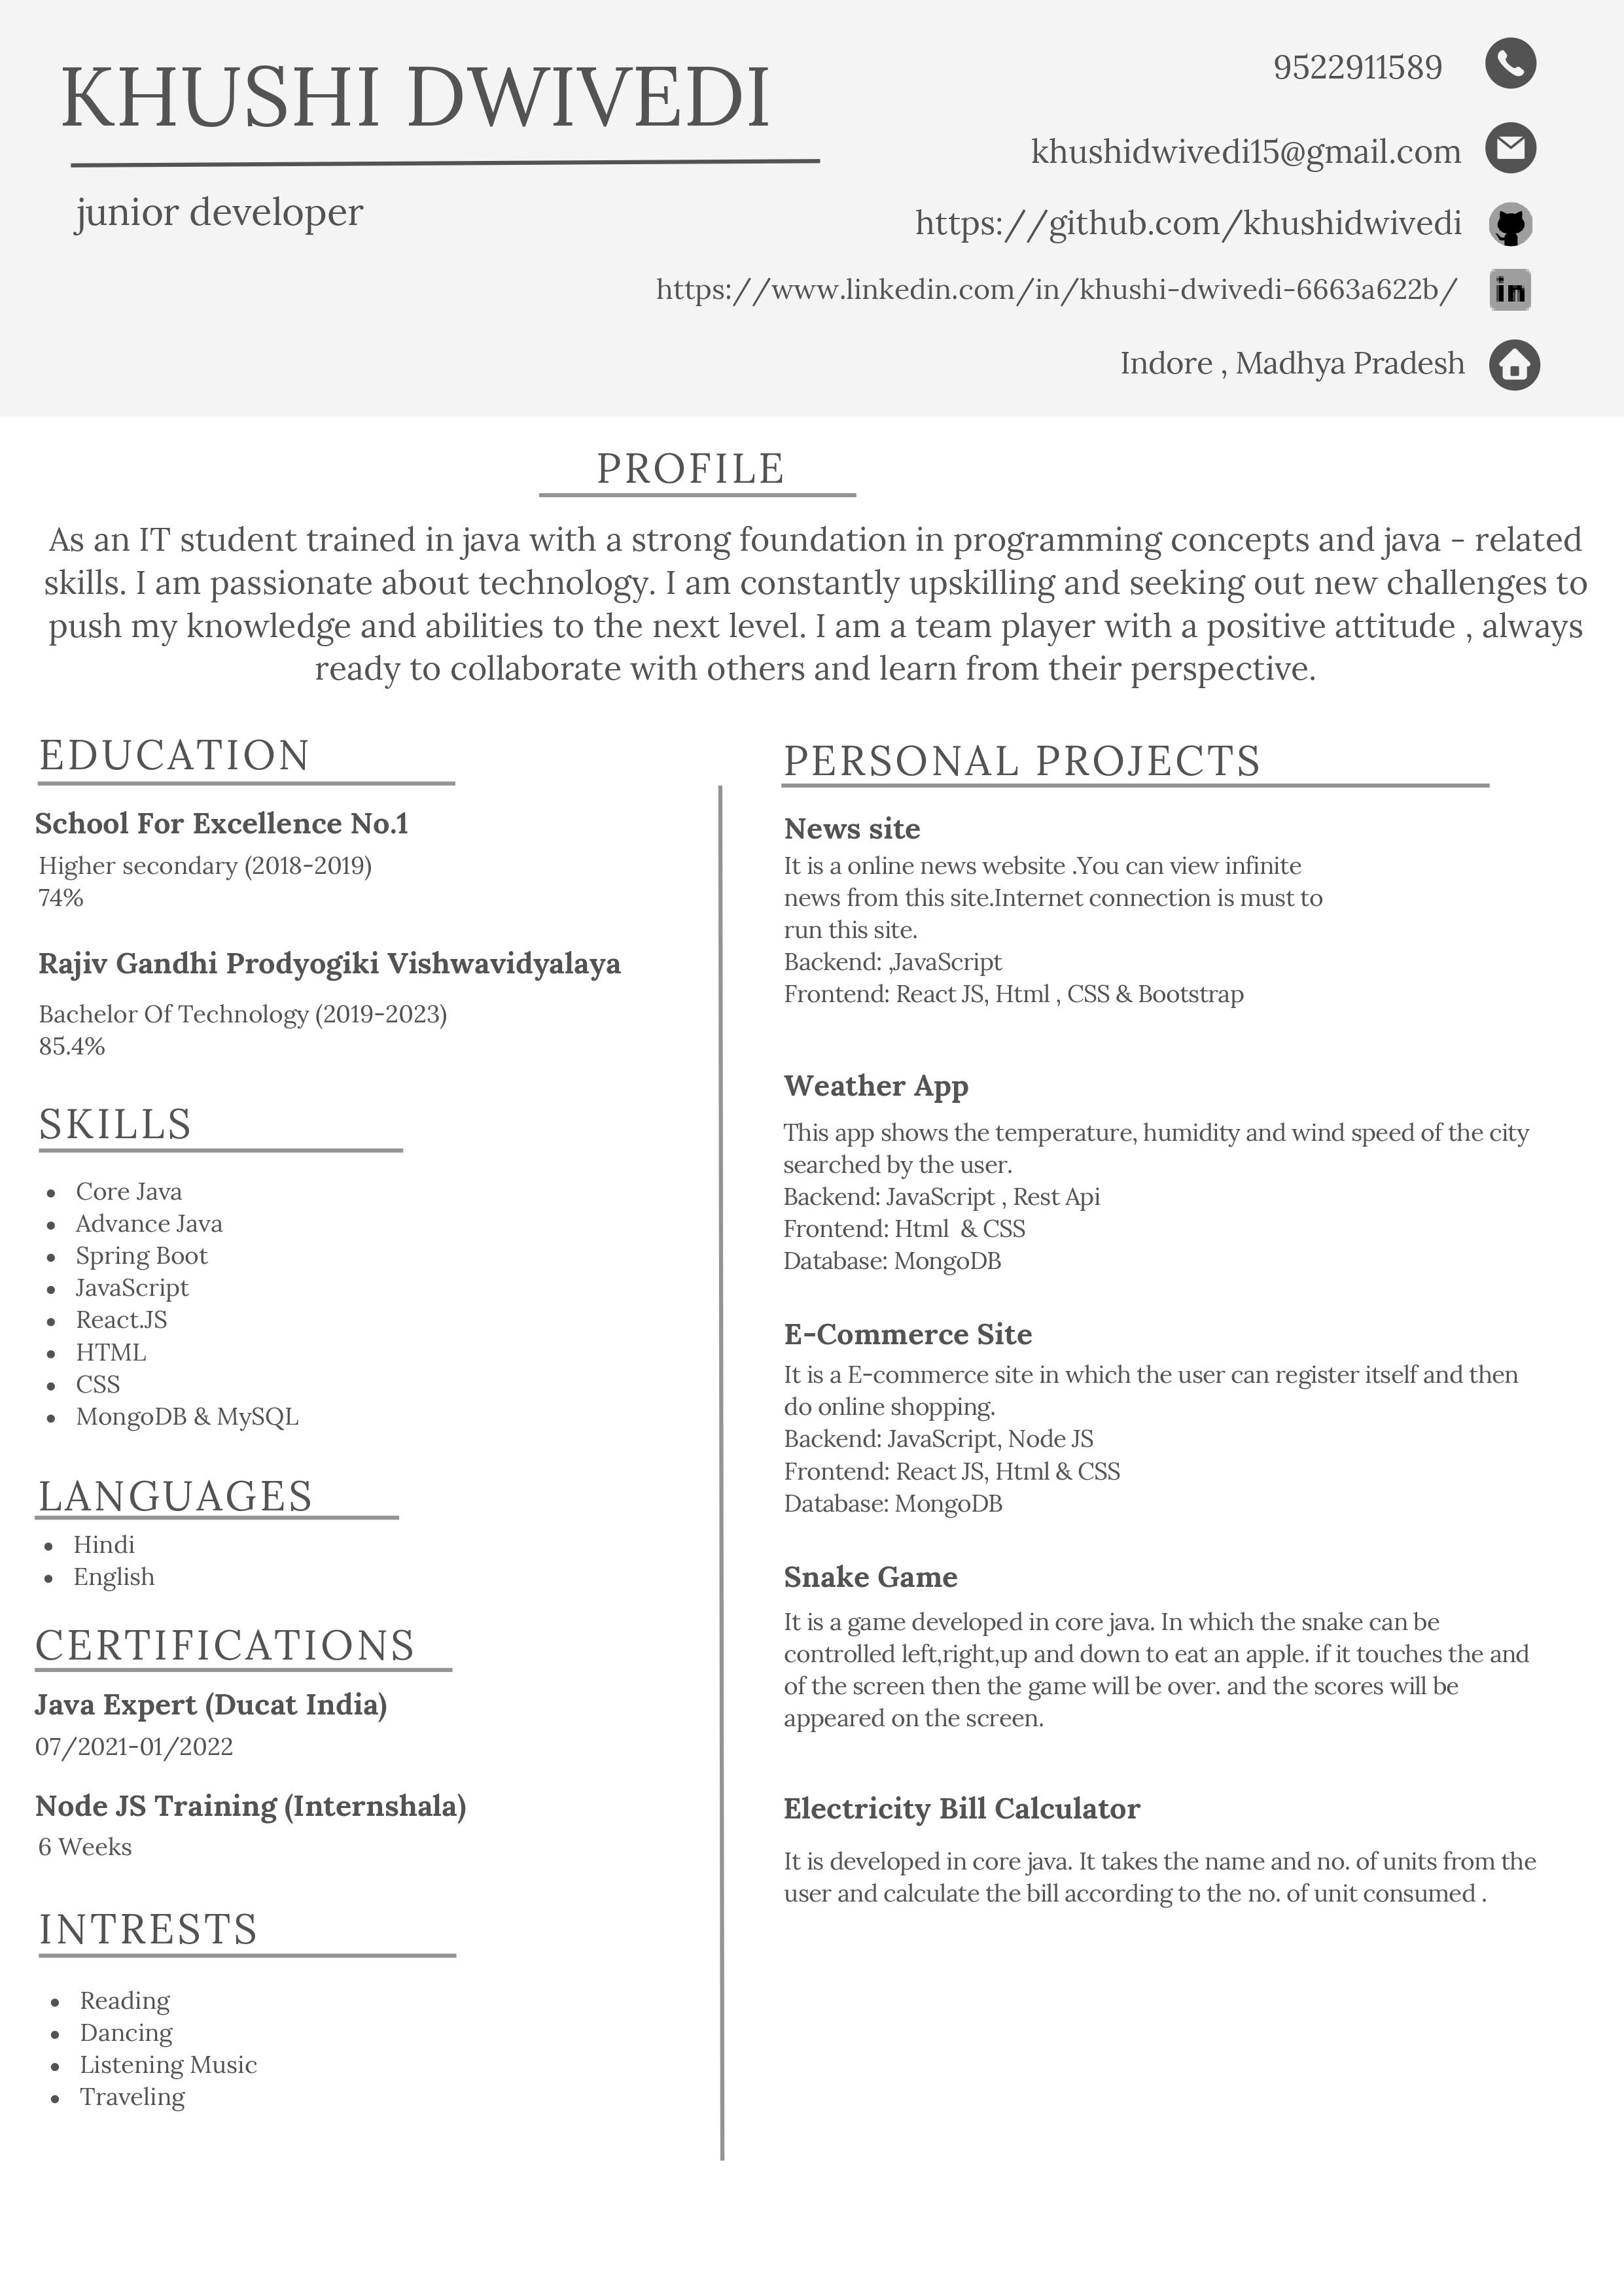 KHUSHI DWIVEDI
junior developer
9522911589
khushidwivedi15@gmail.com
https://github.com/khushidwivedi
https://www.linkedin.com/in/khushi-dwivedi-6663a622b/
Indore , Madhya Pradesh
PROFILE
As an IT student trained in java with a strong foundation in programming concepts and java - related
skills. I am passionate about technology. I am constantly upskilling and seeking out new challenges to
push my knowledge and abilities to the next level. I am a team player with a positive attitude , always
ready to collaborate with others and learn from their perspective.
EDUCATION
School For Excellence No.1
Higher secondary (2018-2019)
74%
Rajiv Gandhi Prodyogiki Vishwavidyalaya
Bachelor Of Technology (2019-2023)
85.4%
SKILLS
• Core Java
• Advance Java
• Spring Boot
• JavaScript
• React.JS
• HTML
• CSS
• MongoDB & MySQL
LANGUAGES
• Hindi
• English
CERTIFICATIONS
Java Expert (Ducat India)
07/2021-01/2022
Node JS Training (Internshala)
6 Weeks
INTRESTS
• Reading
• Dancing
• Listening Music
• Traveling
PERSONAL PROJECTS
News site
It is a online news website .You can view infinite
news from this site.Internet connection is must to
run this site.
Backend: ,JavaScript
Frontend: React JS, Html , CSS & Bootstrap
Weather App
This app shows the temperature, humidity and wind speed of the city
searched by the user.
Backend: JavaScript , Rest Api
Frontend: Html  & CSS
Database: MongoDB
E-Commerce Site
It is a E-commerce site in which the user can register itself and then
do online shopping.
Backend: JavaScript, Node JS
Frontend: React JS, Html & CSS
Database: MongoDB
Snake Game
It is a game developed in core java. In which the snake can be
controlled left,right,up and down to eat an apple. if it touches the and
of the screen then the game will be over. and the scores will be
appeared on the screen.
Electricity Bill Calculator
It is developed in core java. It takes the name and no. of units from the
user and calculate the bill according to the no. of unit consumed .